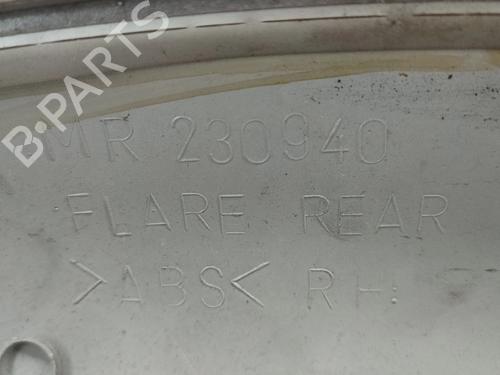 B-PARTS
MR 230940
FLARE REAR
>ABS< RH: